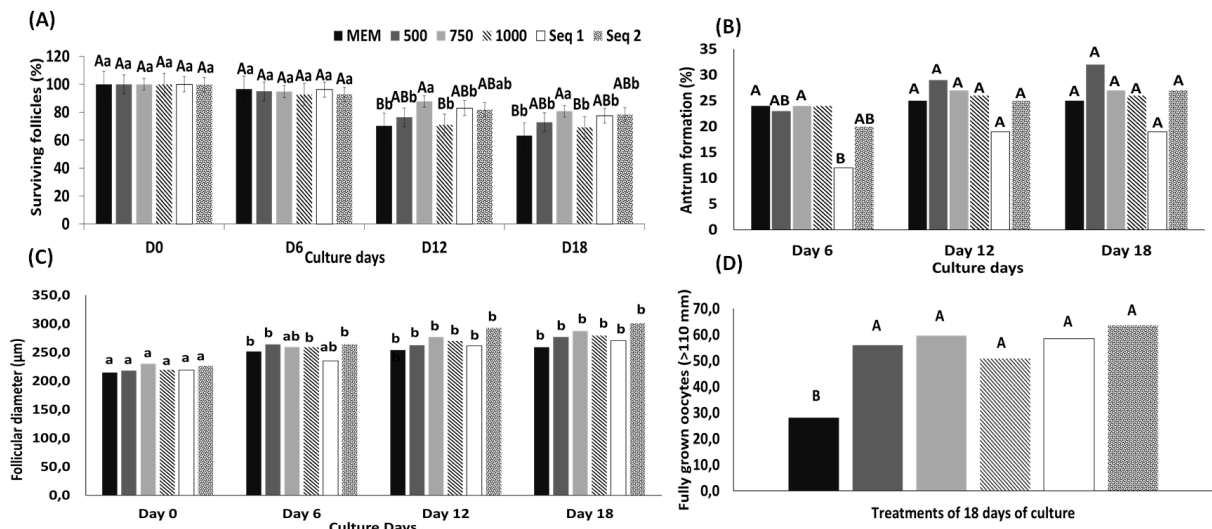 (A)
MEM 500 750 1000 Seq 1 Seq 2
Surviving follicles (%)
120
100
80
60
40
20
0
Aa Aa Aa Aa Aa Aa
Aa Aa Aa Aa Aa Aa
Bb ABb Aa Bb ABb ABab
Bb ABb Aa Bb ABb ABb
D0 D6 D12 D18
Culture days
(B)
Antrum formation (%)
35
30
25
20
15
10
5
0
A AB A A B AB
A A A A A A
A A A A A A
Day 6 Day 12 Day 18
Culture days
(C)
Follicular diameter (µm)
350,0
300,0
250,0
200,0
150,0
100,0
50,0
0,0
a a a a a a
b b ab b ab b
b b b b b b
b
b b b b b b
Day 0 Day 6 Day 12 Day 18
Culture Days
(D)
Fully grown oocytes (>110 mm)
70,0
60,0
50,0
40,0
30,0
20,0
10,0
0,0
B A A A A A
Treatments of 18 days of culture